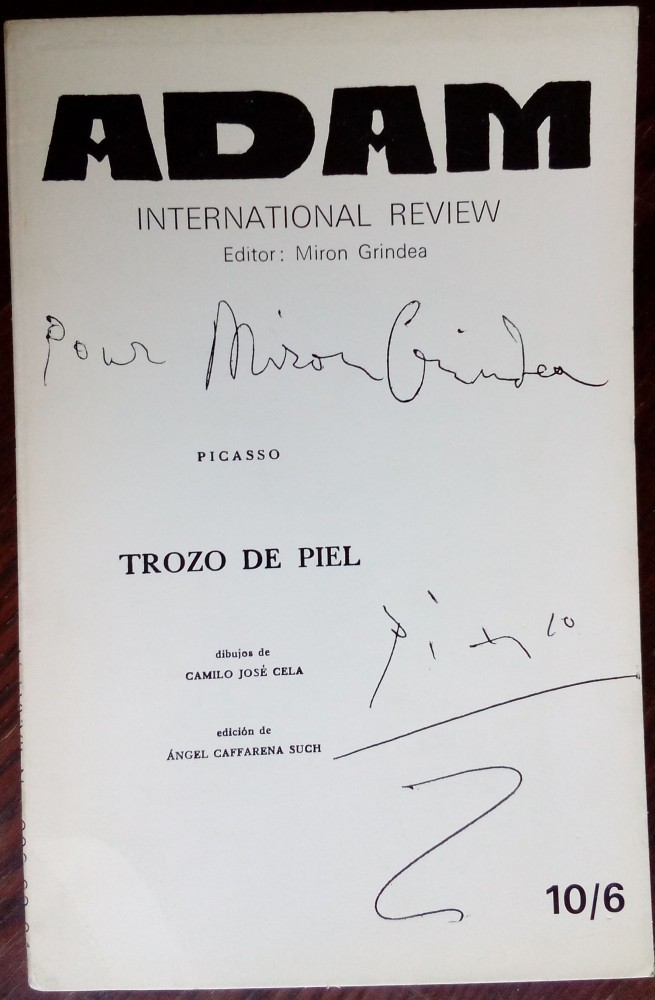 ADAM
INTERNATIONAL REVIEW
Editor: Miron Grindea
Pour Miron Grindea
PICASSO
TROZO DE PIEL
Picasso
dibujos de
CAMILO JOSÉ CELA
edición de
ÁNGEL CAFFARENA SUCH
10/6